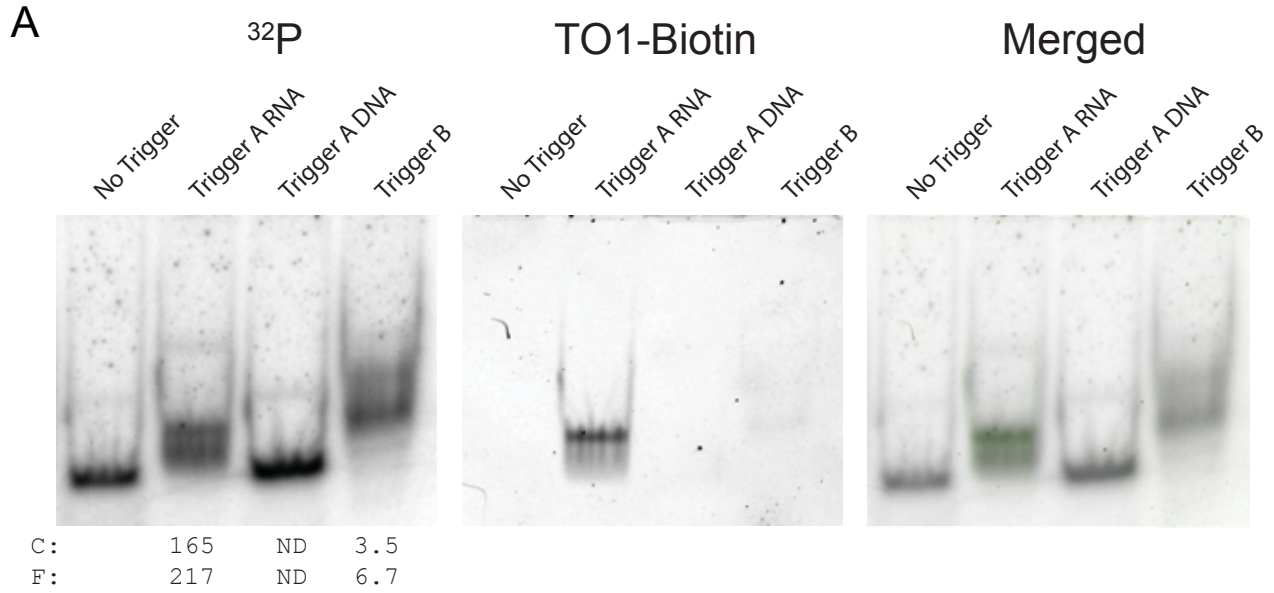 A
32P TO1-Biotin Merged
No Trigger Trigger A RNA Trigger A DNA Trigger B No Trigger Trigger A RNA Trigger A DNA Trigger B No Trigger Trigger A RNA Trigger A DNA Trigger B
C: 165 ND 3.5
F: 217 ND 6.7